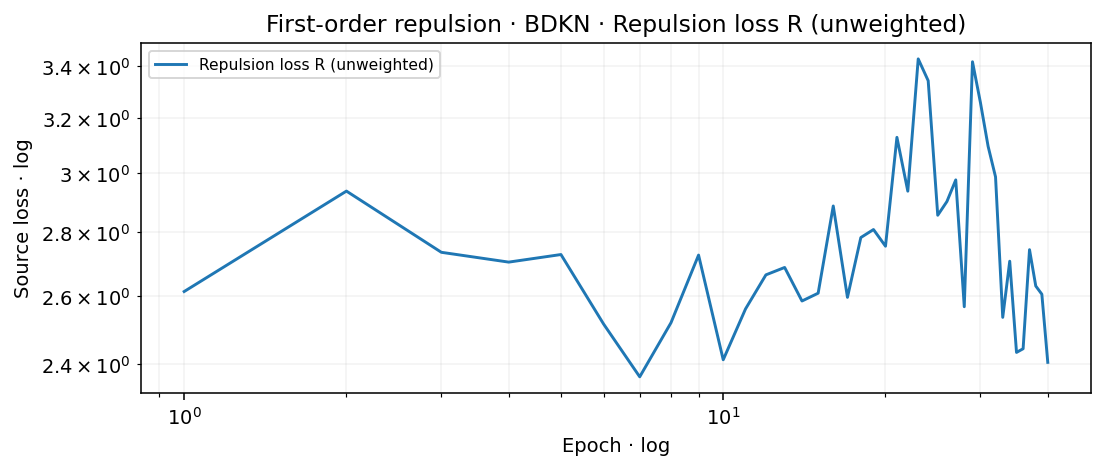 First-order repulsion · BDKN · Repulsion loss R (unweighted)
Repulsion loss R (unweighted)
Source loss · log
3.4 × 10⁰
3.2 × 10⁰
3 × 10⁰
2.8 × 10⁰
2.6 × 10⁰
2.4 × 10⁰
10⁰ 10¹
Epoch · log